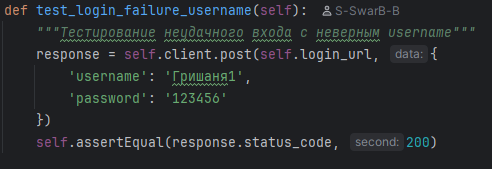 def test_login_failure_username(self): S-SwarB-B
"""Тестирование неудачного входа с неверным username"""
response = self.client.post(self.login_url, data: {
'username': 'Гришаня1',
'password': '123456'
})
self.assertEqual(response.status_code, second: 200)